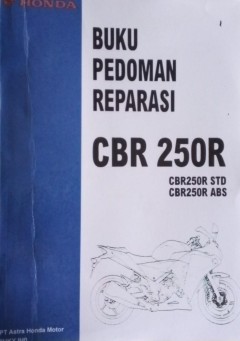 HONDA
BUKU
PEDOMAN
REPARASI
CBR 250R
CBR250R STD
CBR250R ABS
PT Astra Honda Motor